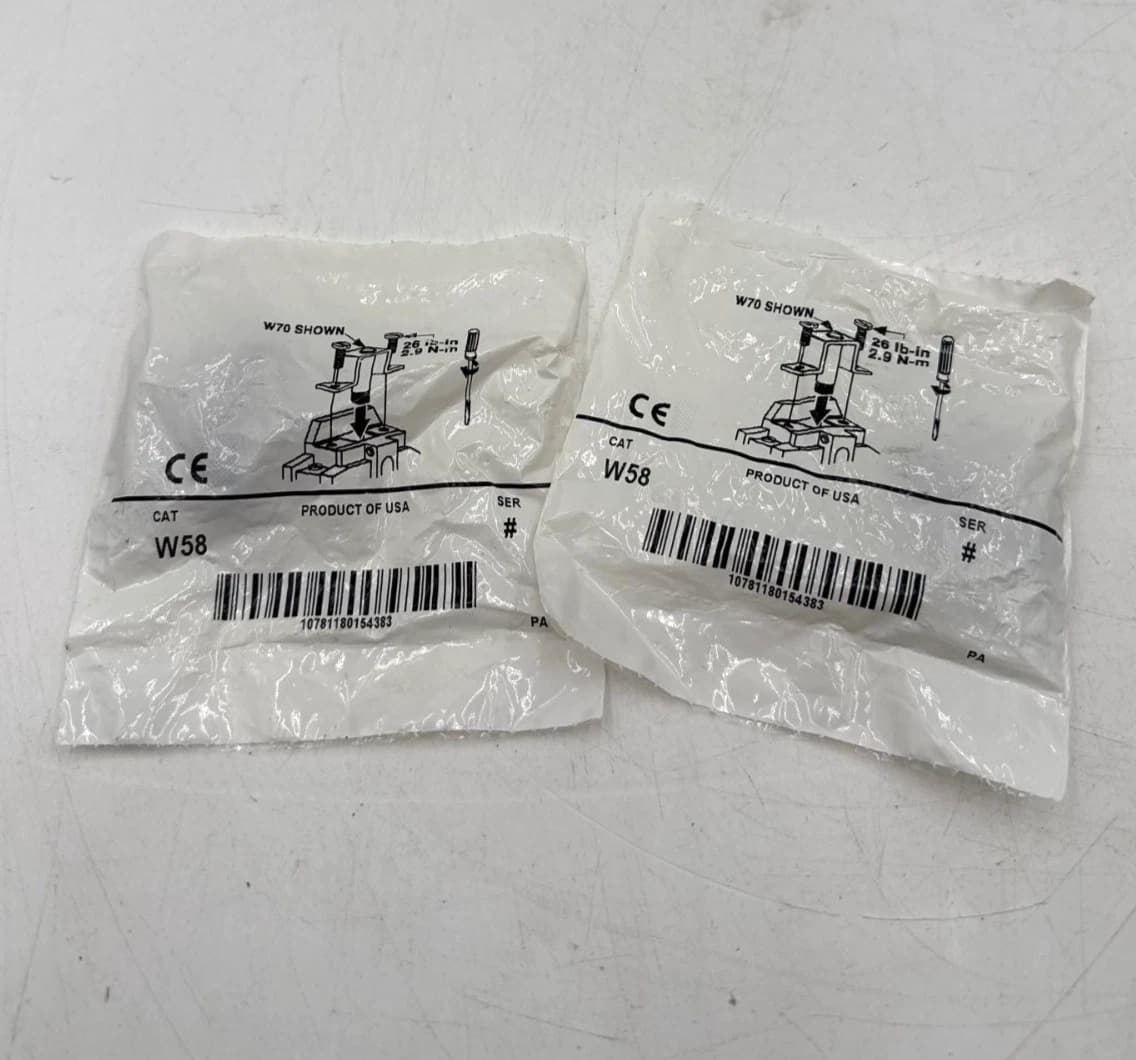 W70 SHOWN
26 lb-in
2.9 N-m
CE
CAT
PRODUCT OF USA
SER
W58
#
10781180154383
PA
W70 SHOWN
26 lb-in
2.9 N-m
CE
CAT
W58
PRODUCT OF USA
SER
#
10781180154383
PA